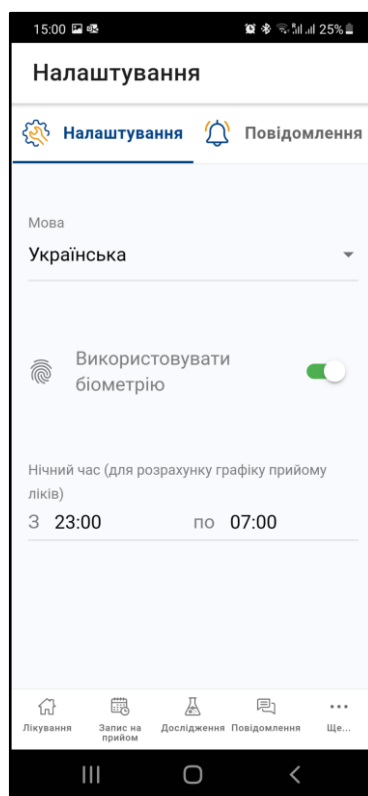 15:00 25%
Налаштування
Налаштування Повідомлення
Мова
Українська
Використовувати
біометрію
Нічний час (для розрахунку графіку прийому
ліків)
З 23:00 по 07:00
Лікування Запис на Дослідження Повідомлення Ще...
прийом